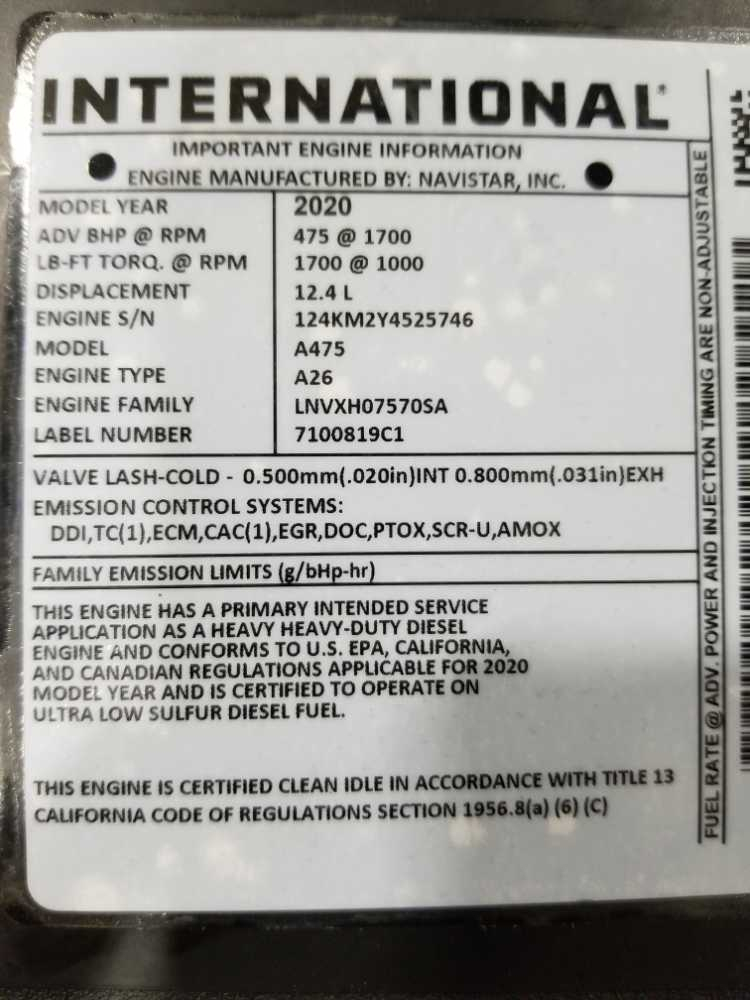 INTERNATIONAL®
IMPORTANT ENGINE INFORMATION
ENGINE MANUFACTURED BY: NAVISTAR, INC.
MODEL YEAR 2020
ADV BHP @ RPM 475 @ 1700
LB-FT TORQ. @ RPM 1700 @ 1000
DISPLACEMENT 12.4 L
ENGINE S/N 124KM2Y4525746
MODEL A475
ENGINE TYPE A26
ENGINE FAMILY LNVXH07570SA
LABEL NUMBER 7100819C1
VALVE LASH-COLD - 0.500mm(.020in)INT 0.800mm(.031in)EXH
EMISSION CONTROL SYSTEMS:
DDI,TC(1),ECM,CAC(1),EGR,DOC,PTOX,SCR-U,AMOX
FAMILY EMISSION LIMITS (g/bHp-hr)
THIS ENGINE HAS A PRIMARY INTENDED SERVICE
APPLICATION AS A HEAVY HEAVY-DUTY DIESEL
ENGINE AND CONFORMS TO U.S. EPA, CALIFORNIA,
AND CANADIAN REGULATIONS APPLICABLE FOR 2020
MODEL YEAR AND IS CERTIFIED TO OPERATE ON
ULTRA LOW SULFUR DIESEL FUEL.
THIS ENGINE IS CERTIFIED CLEAN IDLE IN ACCORDANCE WITH TITLE 13
CALIFORNIA CODE OF REGULATIONS SECTION 1956.8(a) (6) (C)
FUEL RATE @ ADV. POWER AND INJECTION TIMING ARE NON-ADJUSTABLE